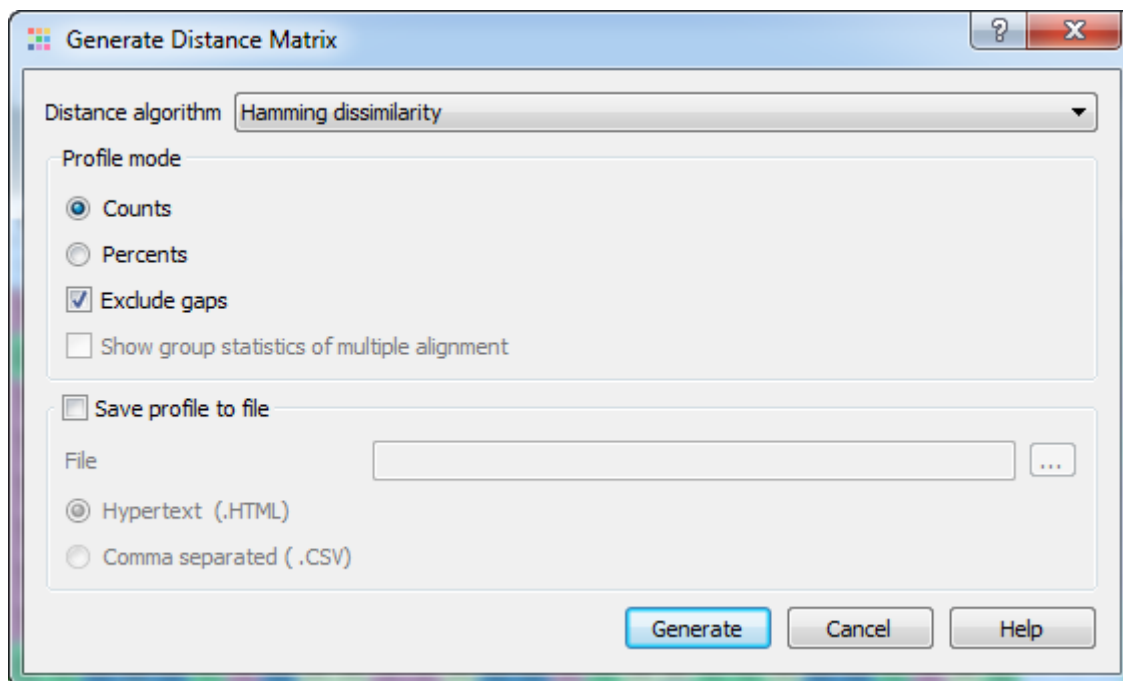 Generate Distance Matrix
?
X
Distance algorithm Hamming dissimilarity
Profile mode
Counts
Percents
Exclude gaps
Show group statistics of multiple alignment
Save profile to file
File ...
Hypertext (.HTML)
Comma separated ( .CSV)
Generate Cancel Help